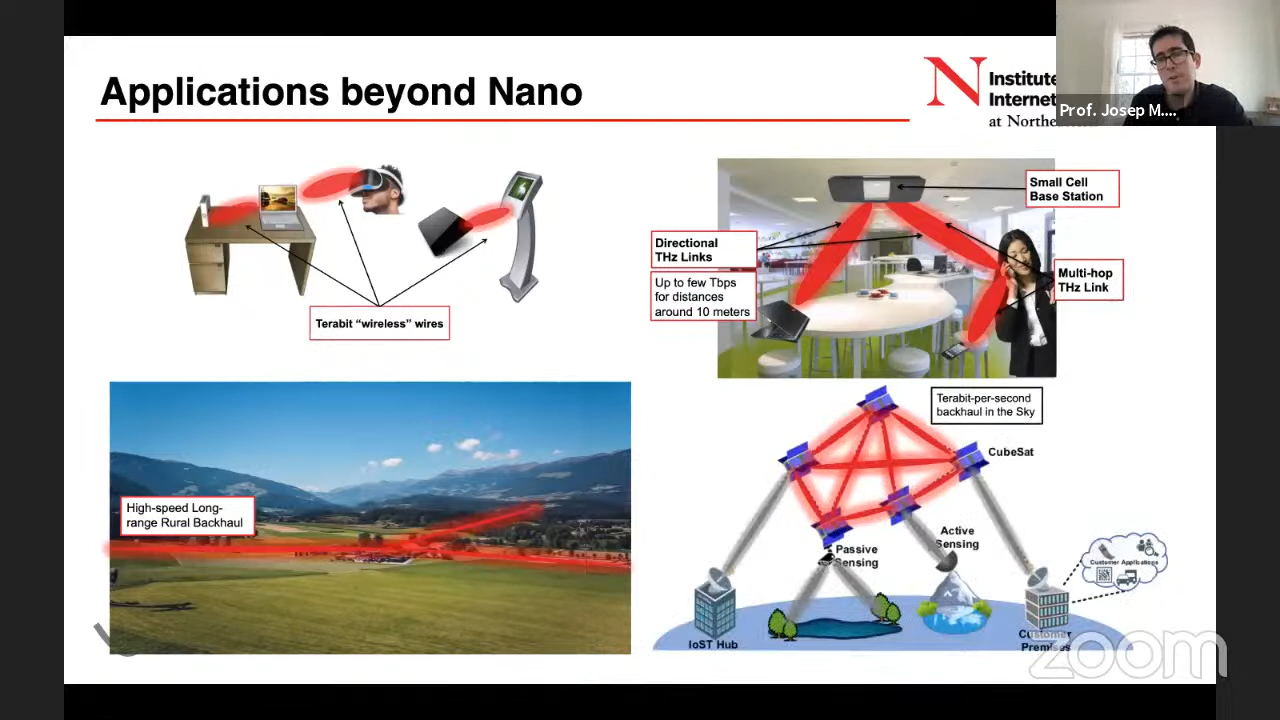 Applications beyond Nano
N
Institute
Internet
at Northe
Prof. Josep M....
Terabit “wireless” wires
Small Cell
Base Station
Directional
THz Links
Up to few Tbps
for distances
around 10 meters
Multi-hop
THz Link
High-speed Long-
range Rural Backhaul
Terabit-per-second
backhaul in the Sky
CubeSat
Active
Sensing
Passive
Sensing
Customer Applications
IoST Hub
Customer
Premises
zoom